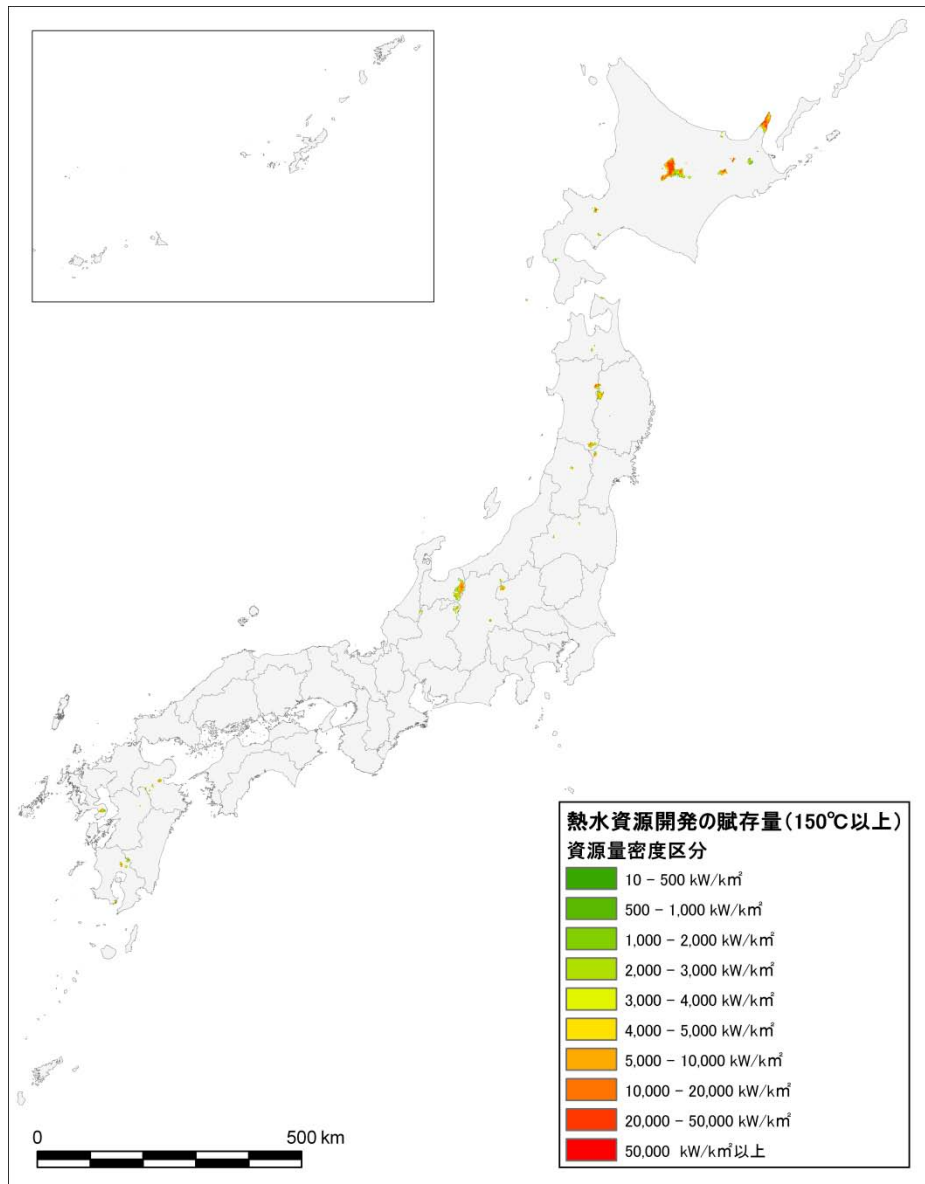 熱水資源開発の賦存量(150℃以上)
資源量密度区分
10 - 500 kW/k㎡
500 - 1,000 kW/k㎡
1,000 - 2,000 kW/k㎡
2,000 - 3,000 kW/k㎡
3,000 - 4,000 kW/k㎡
4,000 - 5,000 kW/k㎡
5,000 - 10,000 kW/k㎡
10,000 - 20,000 kW/k㎡
20,000 - 50,000 kW/k㎡
50,000 kW/k㎡以上
0 500 km